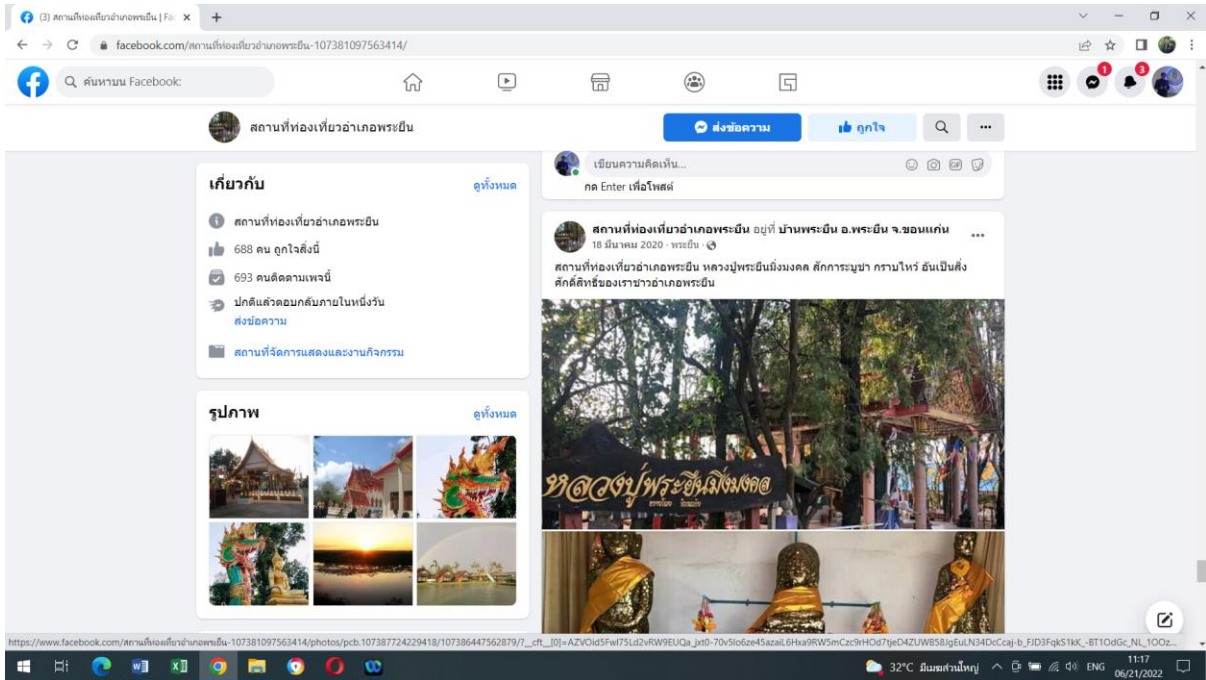 (3) สถานที่ท่องเที่ยวอำเภอพระยืน | Fa
facebook.com/สถานที่ท่องเที่ยวอำเภอพระยืน-107381097563414/
ค้นหาบน Facebook:
1
3
สถานที่ท่องเที่ยวอำเภอพระยืน
ส่งข้อความ
ถูกใจ
เกี่ยวกับ
ดูทั้งหมด
สถานที่ท่องเที่ยวอำเภอพระยืน
688 คน ถูกใจสิ่งนี้
693 คนติดตามเพจนี้
ปกติแล้วตอบกลับภายในหนึ่งวัน
ส่งข้อความ
สถานที่จัดการแสดงและงานกิจกรรม
รูปภาพ
ดูทั้งหมด
เขียนความคิดเห็น...
กด Enter เพื่อโพสต์
สถานที่ท่องเที่ยวอำเภอพระยืน อยู่ที่ บ้านพระยืน อ.พระยืน จ.ขอนแก่น
18 มีนาคม 2020 · พระยืน ·
สถานที่ท่องเที่ยวอำเภอพระยืน หลวงปู่พระยืนมิ่งมงคล สักการะบูชา กราบไหว้ อันเป็นสิ่ง
ศักดิ์สิทธิ์ของเราชาวอำเภอพระยืน
หลวงปู่พระยืนมิ่งมงคล
32°C มีเมฆส่วนใหญ่
ENG
11:17
06/21/2022